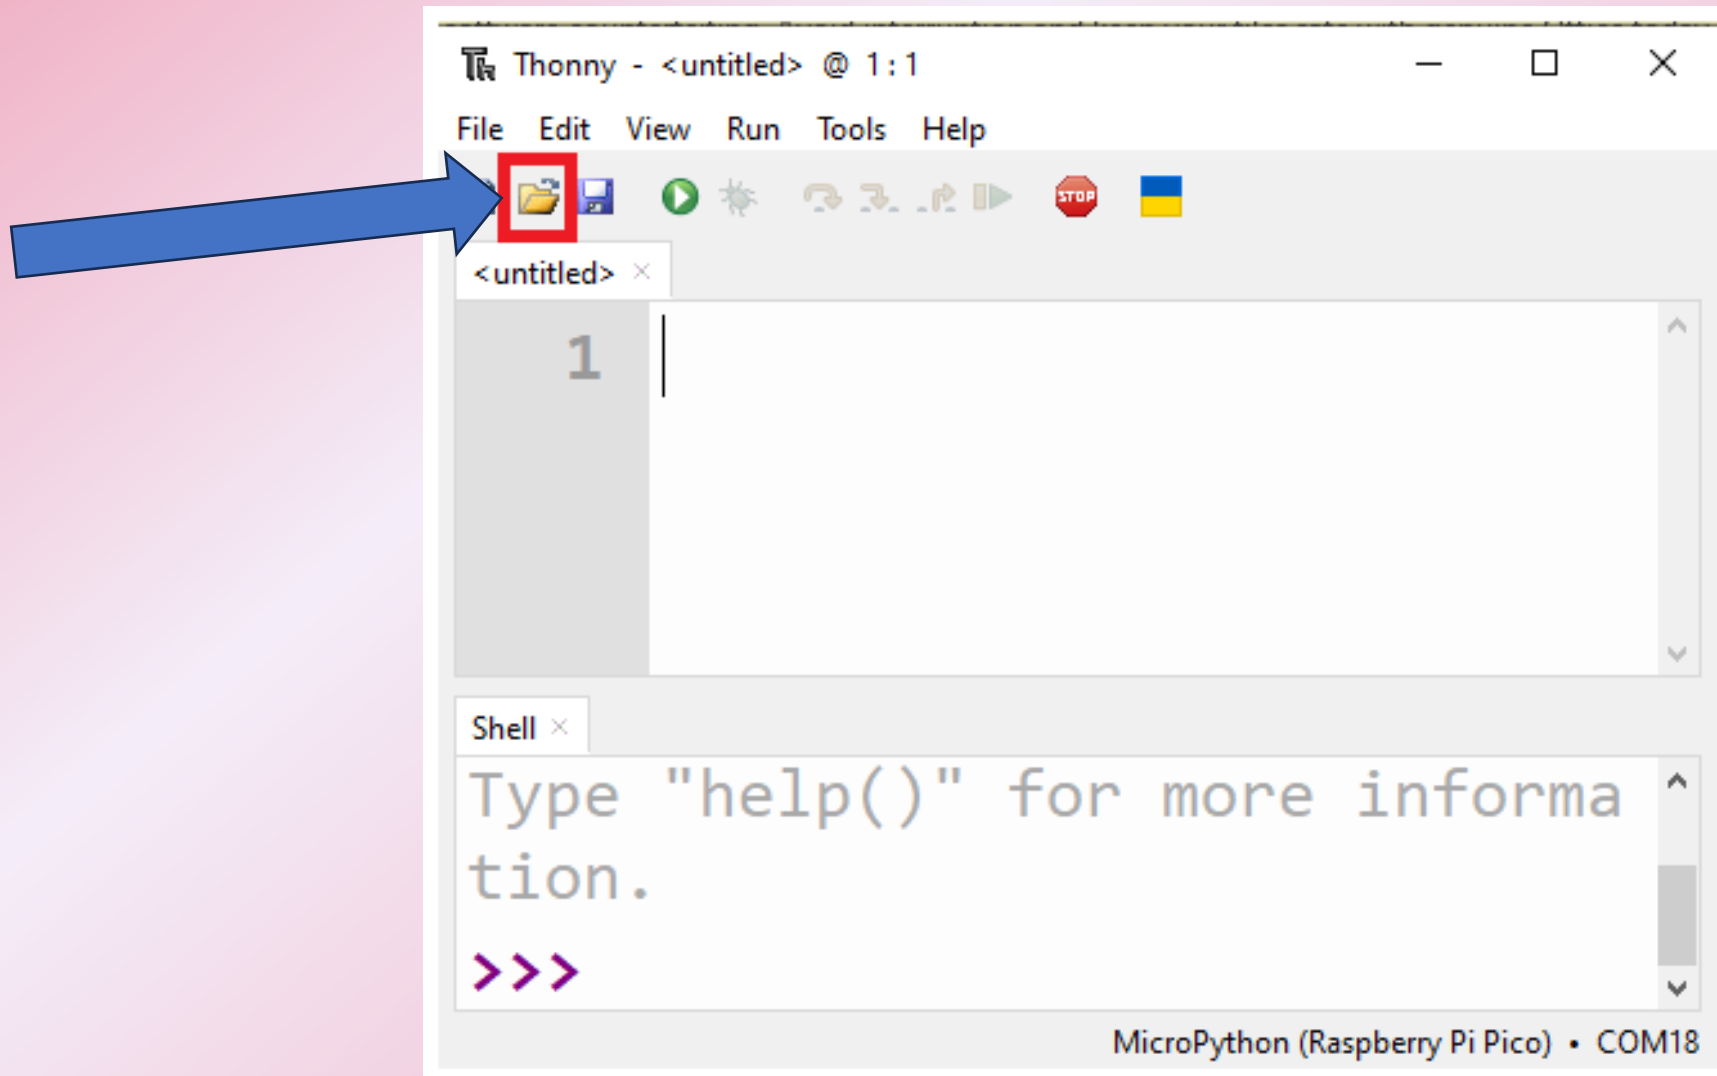 Thonny - <untitled> @ 1:1
File Edit View Run Tools Help
STOP
<untitled> ×
1
Shell ×
Type "help()" for more informa
tion.
>>>
MicroPython (Raspberry Pi Pico) • COM18